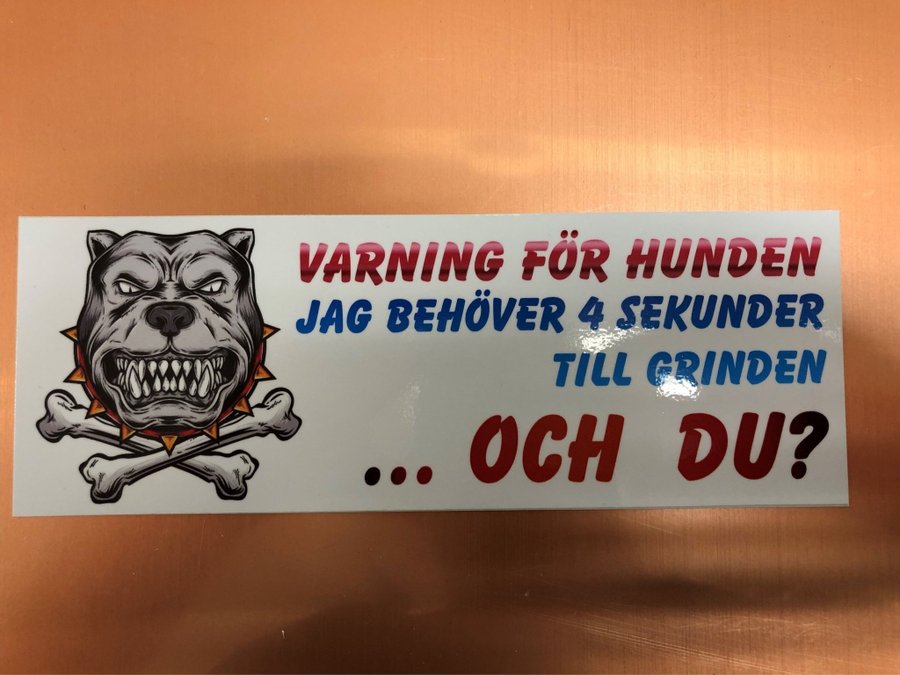 VARNING FÖR HUNDEN
JAG BEHÖVER 4 SEKUNDER
TILL GRINDEN
... OCH DU?